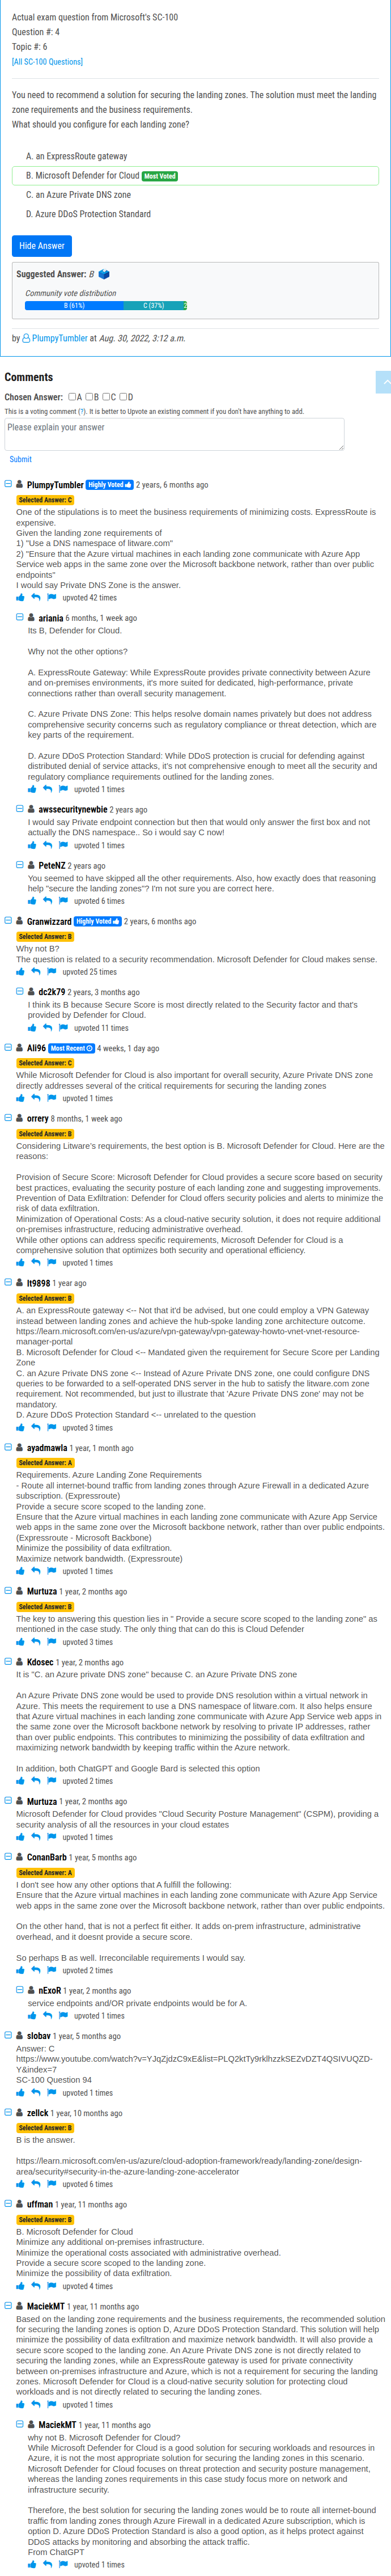 Actual exam question from Microsoft's SC-100
Question #: 4
Topic #: 6
[All SC-100 Questions]
You need to recommend a solution for securing the landing zones. The solution must meet the landing
zone requirements and the business requirements.
What should you configure for each landing zone?
A. an ExpressRoute gateway
B. Microsoft Defender for Cloud Most Voted
C. an Azure Private DNS zone
D. Azure DDoS Protection Standard
Hide Answer
Suggested Answer: B
Community vote distribution
B (61%) C (37%) 2
by PlumpyTumbler at Aug. 30, 2022, 3:12 a.m.
Comments
Chosen Answer: A B C D
This is a voting comment (?). It is better to Upvote an existing comment if you don't have anything to add.
Please explain your answer
Submit
PlumpyTumbler Highly Voted 2 years, 6 months ago
Selected Answer: C
One of the stipulations is to meet the business requirements of minimizing costs. ExpressRoute is
expensive.
Given the landing zone requirements of
1) "Use a DNS namespace of litware.com"
2) "Ensure that the Azure virtual machines in each landing zone communicate with Azure App
Service web apps in the same zone over the Microsoft backbone network, rather than over public
endpoints"
I would say Private DNS Zone is the answer.
upvoted 42 times
ariania 6 months, 1 week ago
Its B, Defender for Cloud.
Why not the other options?
A. ExpressRoute Gateway: While ExpressRoute provides private connectivity between Azure
and on-premises environments, it's more suited for dedicated, high-performance, private
connections rather than overall security management.
C. Azure Private DNS Zone: This helps resolve domain names privately but does not address
comprehensive security concerns such as regulatory compliance or threat detection, which are
key parts of the requirement.
D. Azure DDoS Protection Standard: While DDoS protection is crucial for defending against
distributed denial of service attacks, it's not comprehensive enough to meet all the security and
regulatory compliance requirements outlined for the landing zones.
upvoted 1 times
awssecuritynewbie 2 years ago
I would say Private endpoint connection but then that would only answer the first box and not
actually the DNS namespace.. So i would say C now!
upvoted 1 times
PeteNZ 2 years ago
You seemed to have skipped all the other requirements. Also, how exactly does that reasoning
help "secure the landing zones"? I'm not sure you are correct here.
upvoted 6 times
Granwizzard Highly Voted 2 years, 6 months ago
Selected Answer: B
Why not B?
The question is related to a security recommendation. Microsoft Defender for Cloud makes sense.
upvoted 25 times
dc2k79 2 years, 3 months ago
I think its B because Secure Score is most directly related to the Security factor and that's
provided by Defender for Cloud.
upvoted 11 times
Ali96 Most Recent 4 weeks, 1 day ago
Selected Answer: C
While Microsoft Defender for Cloud is also important for overall security, Azure Private DNS zone
directly addresses several of the critical requirements for securing the landing zones
upvoted 1 times
orrery 8 months, 1 week ago
Selected Answer: B
Considering Litware's requirements, the best option is B. Microsoft Defender for Cloud. Here are the
reasons:
Provision of Secure Score: Microsoft Defender for Cloud provides a secure score based on security
best practices, evaluating the security posture of each landing zone and suggesting improvements.
Prevention of Data Exfiltration: Defender for Cloud offers security policies and alerts to minimize the
risk of data exfiltration.
Minimization of Operational Costs: As a cloud-native security solution, it does not require additional
on-premises infrastructure, reducing administrative overhead.
While other options can address specific requirements, Microsoft Defender for Cloud is a
comprehensive solution that optimizes both security and operational efficiency.
upvoted 1 times
lt9898 1 year ago
Selected Answer: B
A. an ExpressRoute gateway <-- Not that it'd be advised, but one could employ a VPN Gateway
instead between landing zones and achieve the hub-spoke landing zone architecture outcome.
https://learn.microsoft.com/en-us/azure/vpn-gateway/vpn-gateway-howto-vnet-vnet-resource-
manager-portal
B. Microsoft Defender for Cloud <-- Mandated given the requirement for Secure Score per Landing
Zone
C. an Azure Private DNS zone <-- Instead of Azure Private DNS zone, one could configure DNS
queries to be forwarded to a self-operated DNS server in the hub to satisfy the litware.com zone
requirement. Not recommended, but just to illustrate that 'Azure Private DNS zone' may not be
mandatory.
D. Azure DDoS Protection Standard <-- unrelated to the question
upvoted 3 times
ayadmawla 1 year, 1 month ago
Selected Answer: A
Requirements. Azure Landing Zone Requirements
- Route all internet-bound traffic from landing zones through Azure Firewall in a dedicated Azure
subscription. (Expressroute)
Provide a secure score scoped to the landing zone.
Ensure that the Azure virtual machines in each landing zone communicate with Azure App Service
web apps in the same zone over the Microsoft backbone network, rather than over public endpoints.
(Expressroute - Microsoft Backbone)
Minimize the possibility of data exfiltration.
Maximize network bandwidth. (Expressroute)
upvoted 1 times
Murtuza 1 year, 2 months ago
Selected Answer: B
The key to answering this question lies in " Provide a secure score scoped to the landing zone" as
mentioned in the case study. The only thing that can do this is Cloud Defender
upvoted 3 times
Kdosec 1 year, 2 months ago
It is "C. an Azure private DNS zone" because C. an Azure Private DNS zone
An Azure Private DNS zone would be used to provide DNS resolution within a virtual network in
Azure. This meets the requirement to use a DNS namespace of litware.com. It also helps ensure
that Azure virtual machines in each landing zone communicate with Azure App Service web apps in
the same zone over the Microsoft backbone network by resolving to private IP addresses, rather
than over public endpoints. This contributes to minimizing the possibility of data exfiltration and
maximizing network bandwidth by keeping traffic within the Azure network.
In addition, both ChatGPT and Google Bard is selected this option
upvoted 2 times
Murtuza 1 year, 2 months ago
Microsoft Defender for Cloud provides "Cloud Security Posture Management" (CSPM), providing a
security analysis of all the resources in your cloud estates
upvoted 1 times
ConanBarb 1 year, 5 months ago
Selected Answer: A
I don't see how any other options that A fulfill the following:
Ensure that the Azure virtual machines in each landing zone communicate with Azure App Service
web apps in the same zone over the Microsoft backbone network, rather than over public endpoints.
On the other hand, that is not a perfect fit either. It adds on-prem infrastructure, administrative
overhead, and it doesnt provide a secure score.
So perhaps B as well. Irreconcilable requirements I would say.
upvoted 2 times
nExoR 1 year, 2 months ago
service endpoints and/OR private endpoints would be for A.
upvoted 1 times
slobav 1 year, 5 months ago
Answer: C
https://www.youtube.com/watch?v=YJqZjdzC9xE&list=PLQ2ktTy9rklhzzkSEZvDZT4QSIVUQZD-
Y&index=7
SC-100 Question 94
upvoted 1 times
zellck 1 year, 10 months ago
Selected Answer: B
B is the answer.
https://learn.microsoft.com/en-us/azure/cloud-adoption-framework/ready/landing-zone/design-
area/security#security-in-the-azure-landing-zone-accelerator
upvoted 6 times
uffman 1 year, 11 months ago
Selected Answer: B
B. Microsoft Defender for Cloud
Minimize any additional on-premises infrastructure.
Minimize the operational costs associated with administrative overhead.
Provide a secure score scoped to the landing zone.
Minimize the possibility of data exfiltration.
upvoted 4 times
MaciekMT 1 year, 11 months ago
Based on the landing zone requirements and the business requirements, the recommended solution
for securing the landing zones is option D, Azure DDoS Protection Standard. This solution will help
minimize the possibility of data exfiltration and maximize network bandwidth. It will also provide a
secure score scoped to the landing zone. An Azure Private DNS zone is not directly related to
securing the landing zones, while an ExpressRoute gateway is used for private connectivity
between on-premises infrastructure and Azure, which is not a requirement for securing the landing
zones. Microsoft Defender for Cloud is a cloud-native security solution for protecting cloud
workloads and is not directly related to securing the landing zones.
upvoted 1 times
MaciekMT 1 year, 11 months ago
why not B. Microsoft Defender for Cloud?
While Microsoft Defender for Cloud is a good solution for securing workloads and resources in
Azure, it is not the most appropriate solution for securing the landing zones in this scenario.
Microsoft Defender for Cloud focuses on threat protection and security posture management,
whereas the landing zones requirements in this case study focus more on network and
infrastructure security.
Therefore, the best solution for securing the landing zones would be to route all internet-bound
traffic from landing zones through Azure Firewall in a dedicated Azure subscription, which is
option D. Azure DDoS Protection Standard is also a good option, as it helps protect against
DDoS attacks by monitoring and absorbing the attack traffic.
From ChatGPT
upvoted 1 times